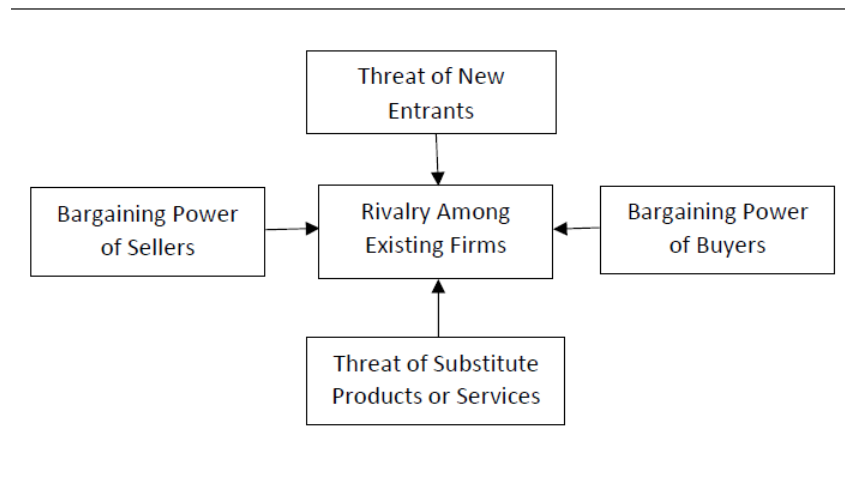 Threat of New
Entrants
Bargaining Power
of Sellers
Rivalry Among
Existing Firms
Bargaining Power
of Buyers
Threat of Substitute
Products or Services